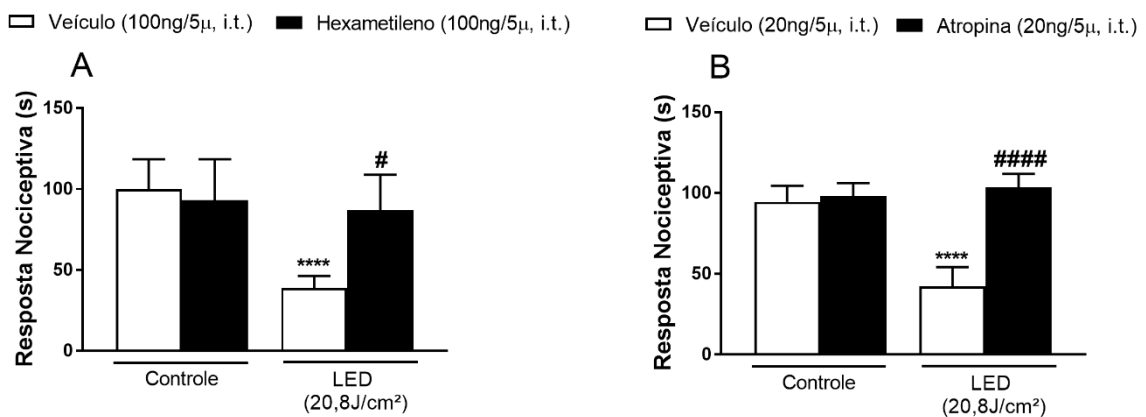 Veículo (100ng/5µ, i.t.) Hexametileno (100ng/5µ, i.t.)
A
Resposta Nociceptiva (s)
150
100
50
0
#
****
Controle
LED
(20,8J/cm²)
Veículo (20ng/5µ, i.t.) Atropina (20ng/5µ, i.t.)
B
Resposta Nociceptiva (s)
150
100
50
0
####
****
Controle
LED
(20,8J/cm²)